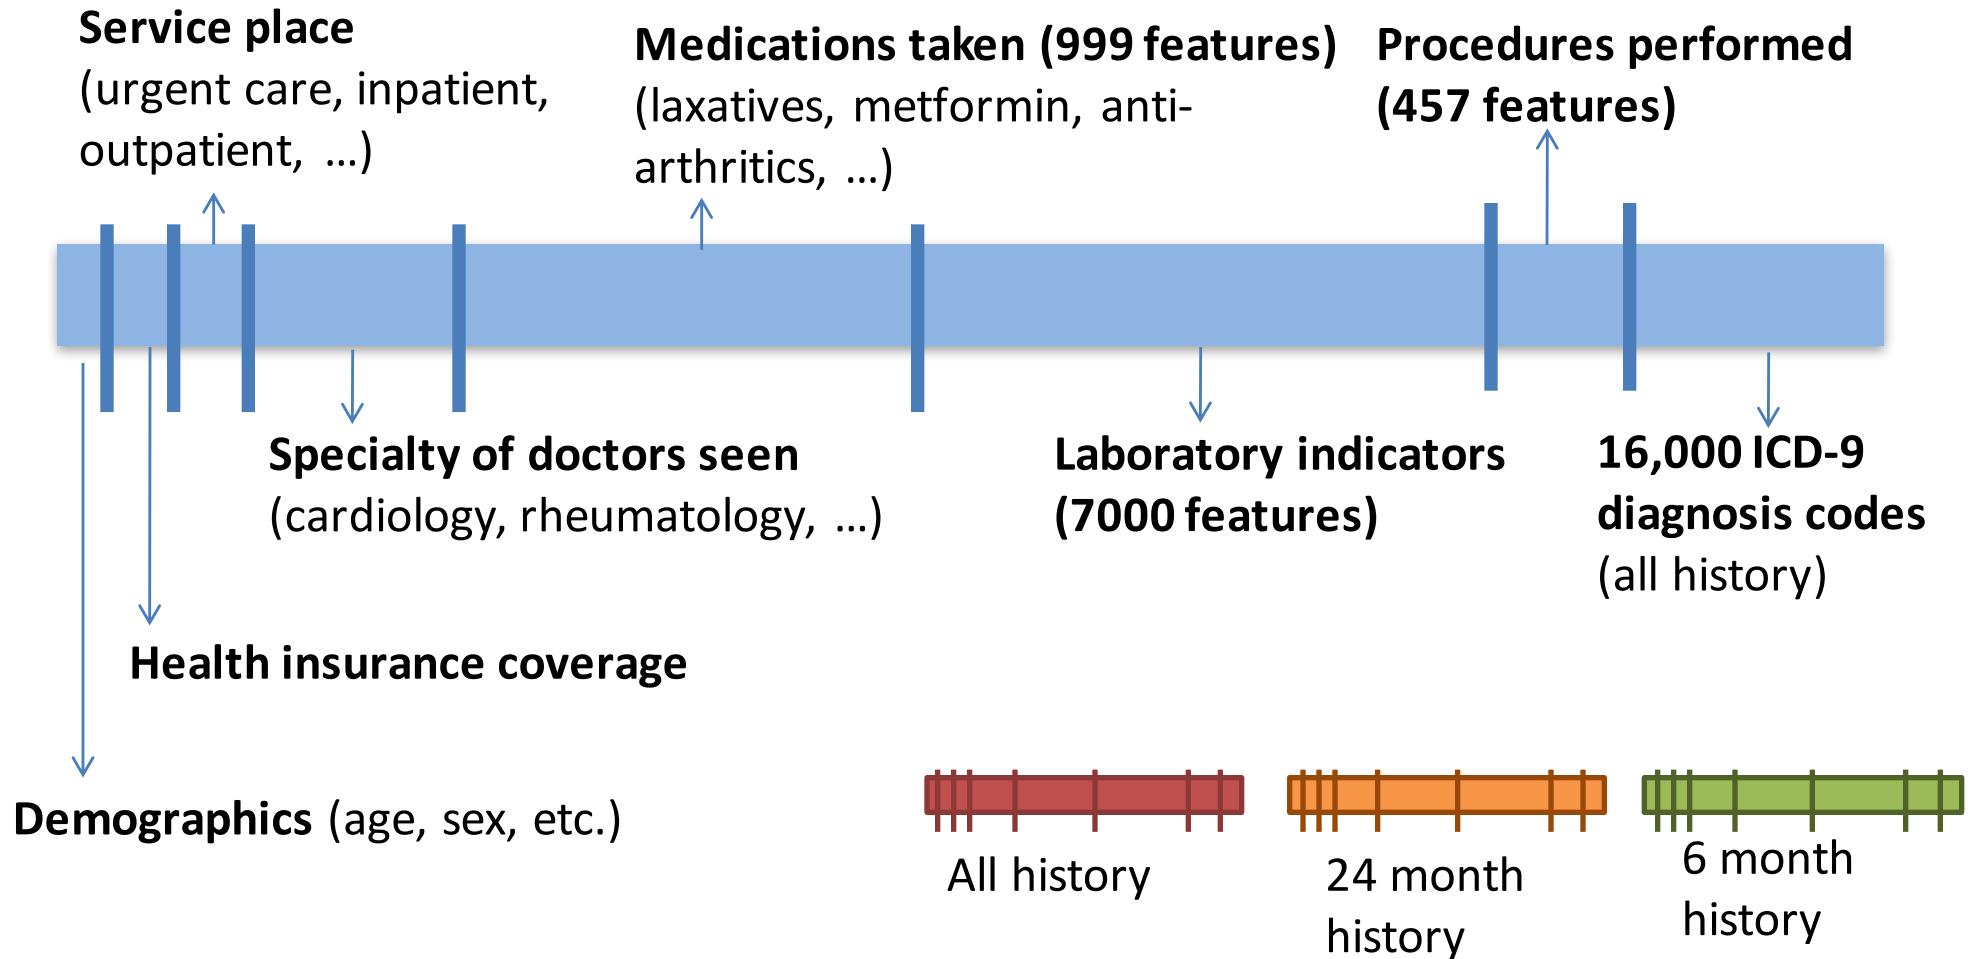 Service place
(urgent care, inpatient,
outpatient, ...)
Medications taken (999 features)
(laxatives, metformin, anti-
arthritics, ...)
Procedures performed
(457 features)
Specialty of doctors seen
(cardiology, rheumatology, ...)
Laboratory indicators
(7000 features)
16,000 ICD-9
diagnosis codes
(all history)
Health insurance coverage
Demographics (age, sex, etc.)
All history
24 month
history
6 month
history